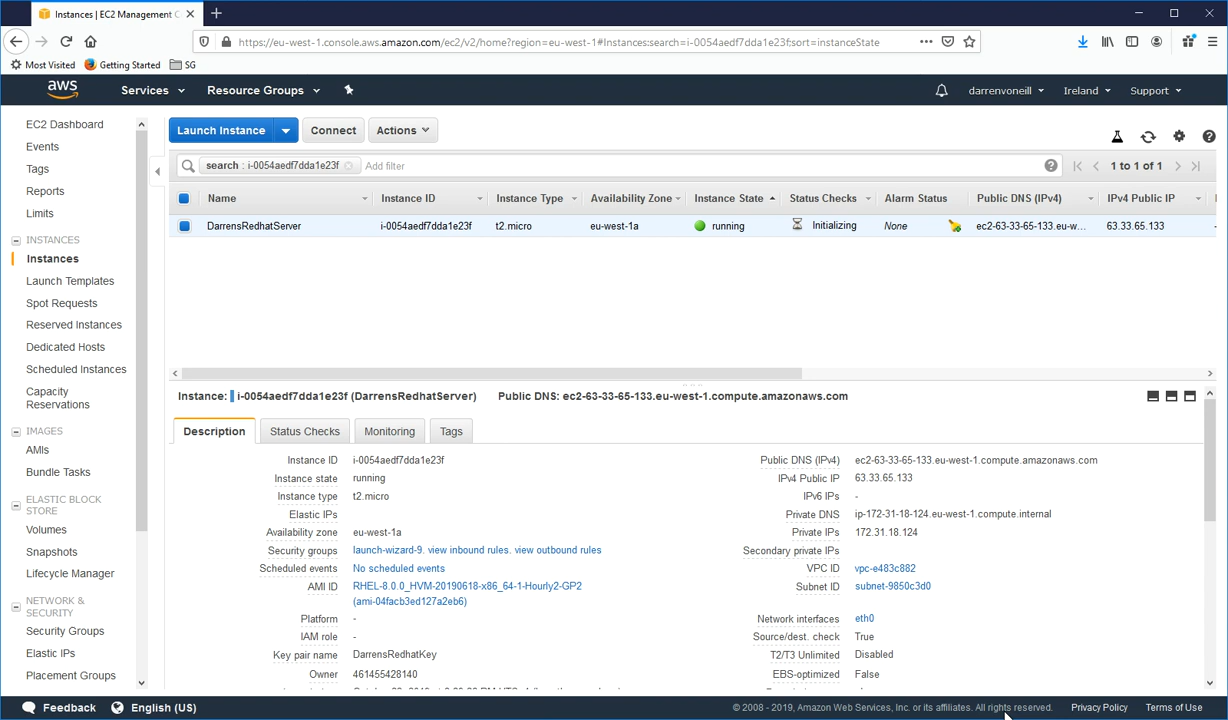 Instances | EC2 Management C
https://eu-west-1.console.aws.amazon.com/ec2/v2/home?region=eu-west-1#Instances:search=i-0054aedf7dda1e23f;sort=instanceState
Most Visited Getting Started SG
aws Services Resource Groups darrenvoneill Ireland Support
EC2 Dashboard
Events
Tags
Reports
Limits
INSTANCES
Instances
Launch Templates
Spot Requests
Reserved Instances
Dedicated Hosts
Scheduled Instances
Capacity
Reservations
IMAGES
AMIs
Bundle Tasks
ELASTIC BLOCK
STORE
Volumes
Snapshots
Lifecycle Manager
NETWORK &
SECURITY
Security Groups
Elastic IPs
Placement Groups
Launch Instance Connect Actions
search : i-0054aedf7dda1e23f Add filter 1 to 1 of 1
Name Instance ID Instance Type Availability Zone Instance State Status Checks Alarm Status Public DNS (IPv4) IPv4 Public IP
DarrensRedhatServer i-0054aedf7dda1e23f t2.micro eu-west-1a running Initializing None ec2-63-33-65-133.eu-w... 63.33.65.133
Instance: i-0054aedf7dda1e23f (DarrensRedhatServer) Public DNS: ec2-63-33-65-133.eu-west-1.compute.amazonaws.com
Description Status Checks Monitoring Tags
Instance ID i-0054aedf7dda1e23f
Instance state running
Instance type t2.micro
Elastic IPs
Availability zone eu-west-1a
Security groups launch-wizard-9. view inbound rules. view outbound rules
Scheduled events No scheduled events
AMI ID RHEL-8.0.0_HVM-20190618-x86_64-1-Hourly2-GP2
(ami-04facb3ed127a2eb6)
Platform -
IAM role -
Key pair name DarrensRedhatKey
Owner 461455428140
Public DNS (IPv4) ec2-63-33-65-133.eu-west-1.compute.amazonaws.com
IPv4 Public IP 63.33.65.133
IPv6 IPs -
Private DNS ip-172-31-18-124.eu-west-1.compute.internal
Private IPs 172.31.18.124
Secondary private IPs
VPC ID vpc-e483c882
Subnet ID subnet-9850c3d0
Network interfaces eth0
Source/dest. check True
T2/T3 Unlimited Disabled
EBS-optimized False
Feedback English (US) © 2008 - 2019, Amazon Web Services, Inc. or its affiliates. All rights reserved. Privacy Policy Terms of Use